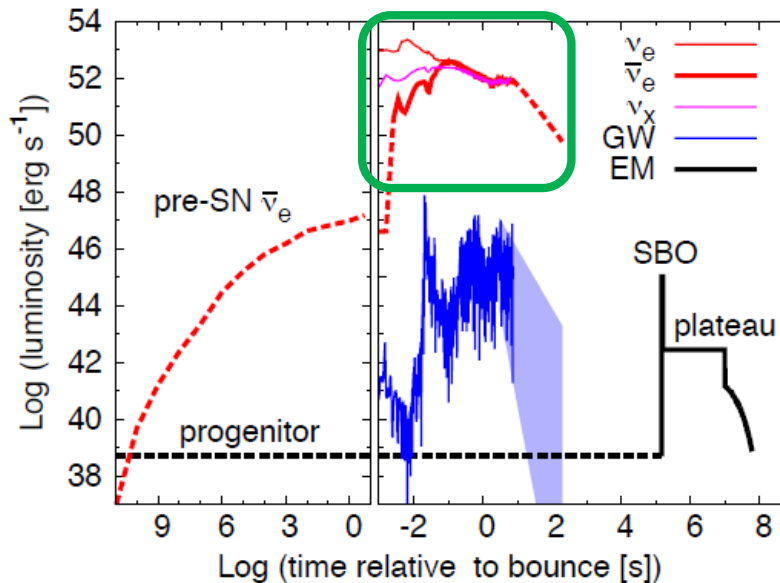 54
52
50
48
46
44
42
40
38
Log (luminosity [erg s⁻¹])
pre-SN ν̄ₑ
progenitor
νₑ
ν̄ₑ
νₓ
GW
EM
SBO
plateau
9 6 3 0 -2 0 2 4 6 8
Log (time relative to bounce [s])